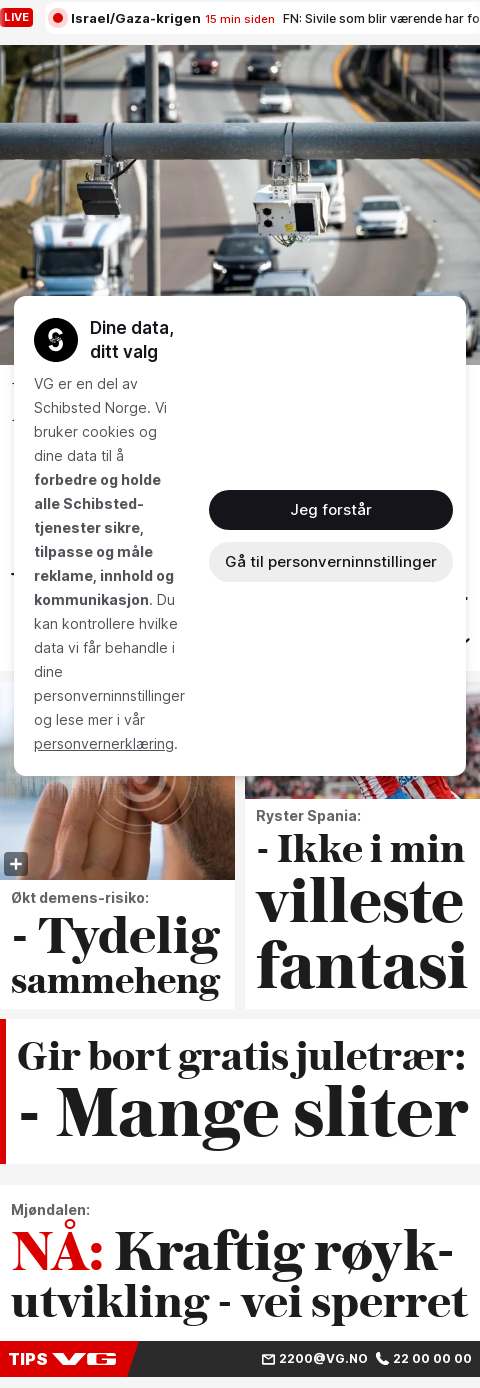 LIVE
Israel/Gaza-krigen 15 min siden FN: Sivile som blir værende har fo
Dine data,
ditt valg
VG er en del av
Schibsted Norge. Vi
bruker cookies og
dine data til å
forbedre og holde
alle Schibsted-
tjenester sikre,
tilpasse og måle
reklame, innhold og
kommunikasjon. Du
kan kontrollere hvilke
data vi får behandle i
dine
personverninnstillinger
og lese mer i vår
personvernerklæring.
Jeg forstår
Gå til personverninnstillinger
Økt demens-risiko:
- Tydelig
sammeheng
Ryster Spania:
- Ikke i min
villeste
fantasi
Gir bort gratis juletrær:
- Mange sliter
Mjøndalen:
NÅ: Kraftig røyk-
utvikling - vei sperret
TIPS VG 2200@VG.NO 22 00 00 00